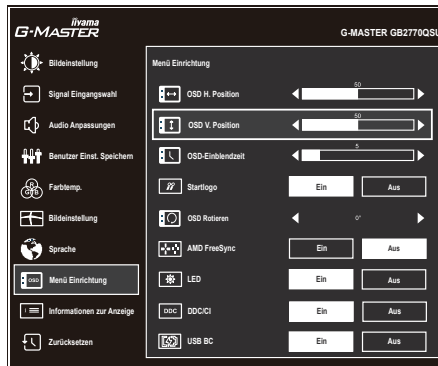 iiyama
G-MASTER
G-MASTER GB2770QSU
Bildeinstellung
Menü Einrichtung
50
Signal Eingangswahl
OSD H. Position
50
Audio Anpassungen
OSD V. Position
5
Benutzer Einst. Speichern
OSD-Einblendzeit
Farbtemp.
R
G B
Startlogo
Ein
Aus
Bildeinstellung
OSD Rotieren
0°
Sprache
AMD FreeSync
Ein
Aus
OSD
Menü Einrichtung
LED
Ein
Aus
Informationen zur Anzeige
DDC
DDC/CI
Ein
Aus
Zurücksetzen
USB BC
Ein
Aus